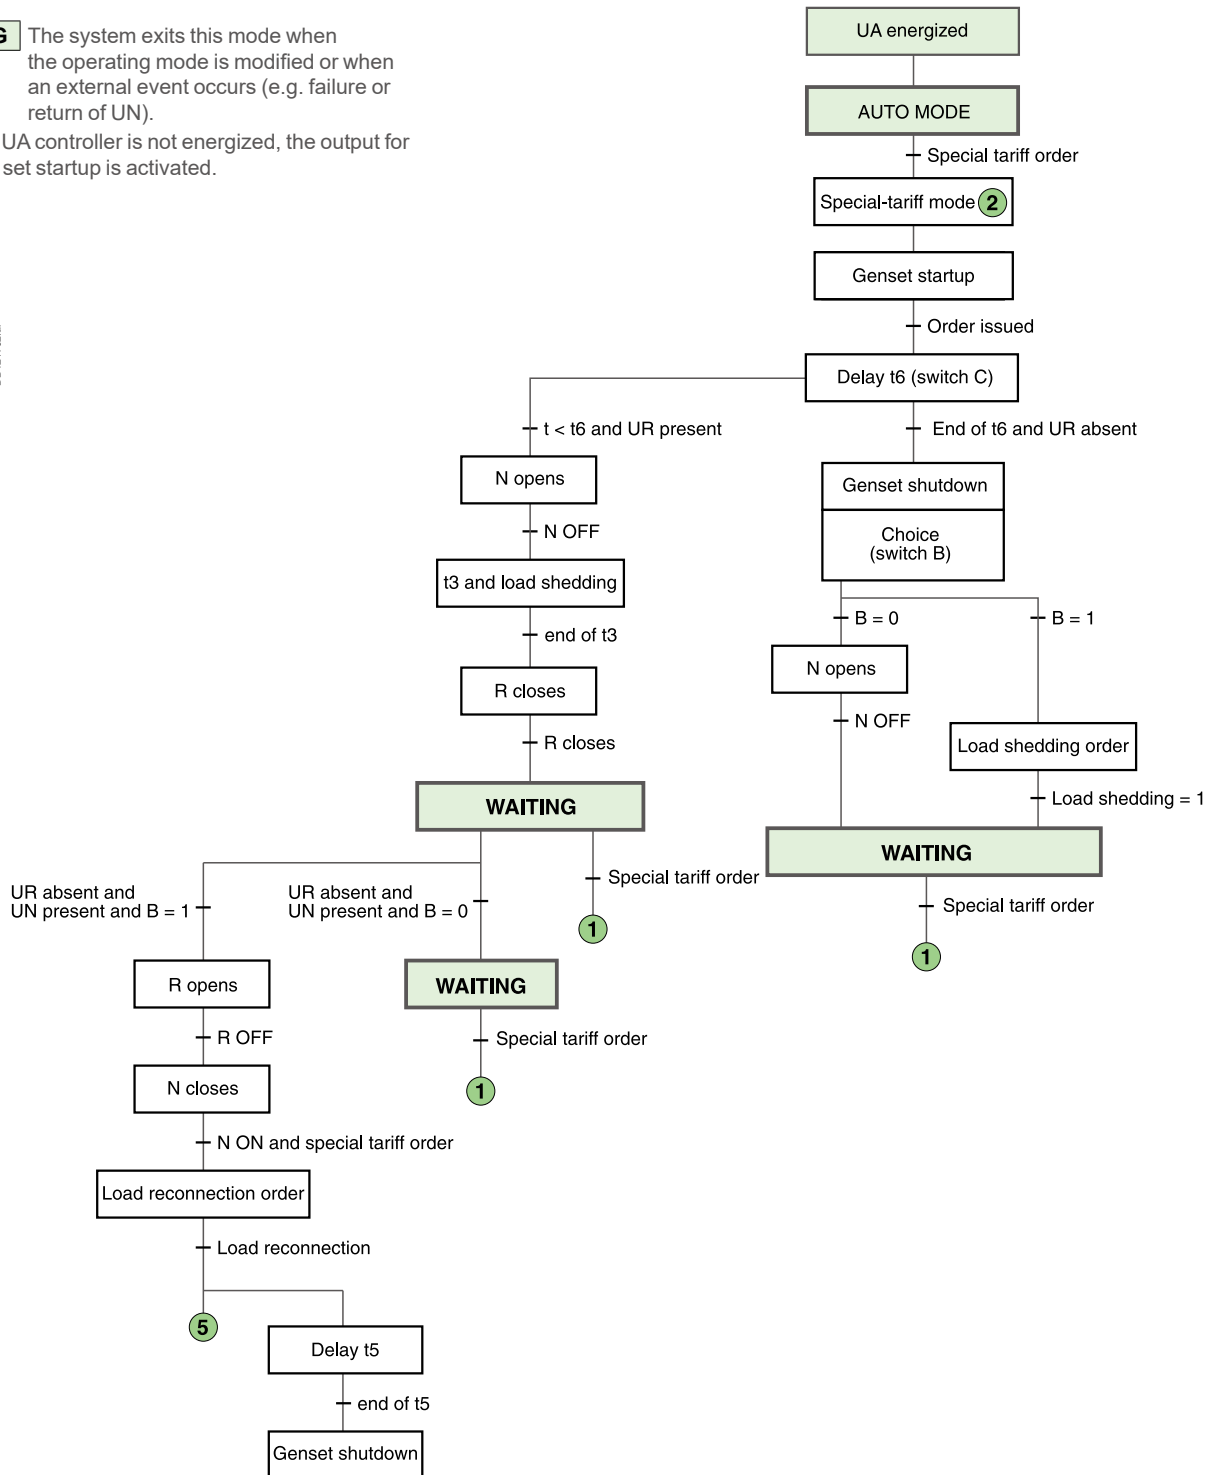 G The system exits this mode when
the operating mode is modified or when
an external event occurs (e.g. failure or
return of UN).
UA controller is not energized, the output for
set startup is activated.
UA energized
AUTO MODE
Special tariff order
Special-tariff mode 2
Genset startup
Order issued
Delay t6 (switch C)
t < t6 and UR present
End of t6 and UR absent
N opens
Genset shutdown
N OFF
Choice
(switch B)
t3 and load shedding
B = 0
B = 1
end of t3
N opens
R closes
N OFF
R closes
Load shedding order
Load shedding = 1
WAITING
WAITING
Special tariff order
Special tariff order
UR absent and
UN present and B = 1
UR absent and
UN present and B = 0
1
1
R opens
WAITING
R OFF
Special tariff order
N closes
1
N ON and special tariff order
Load reconnection order
Load reconnection
5
Delay t5
end of t5
Genset shutdown